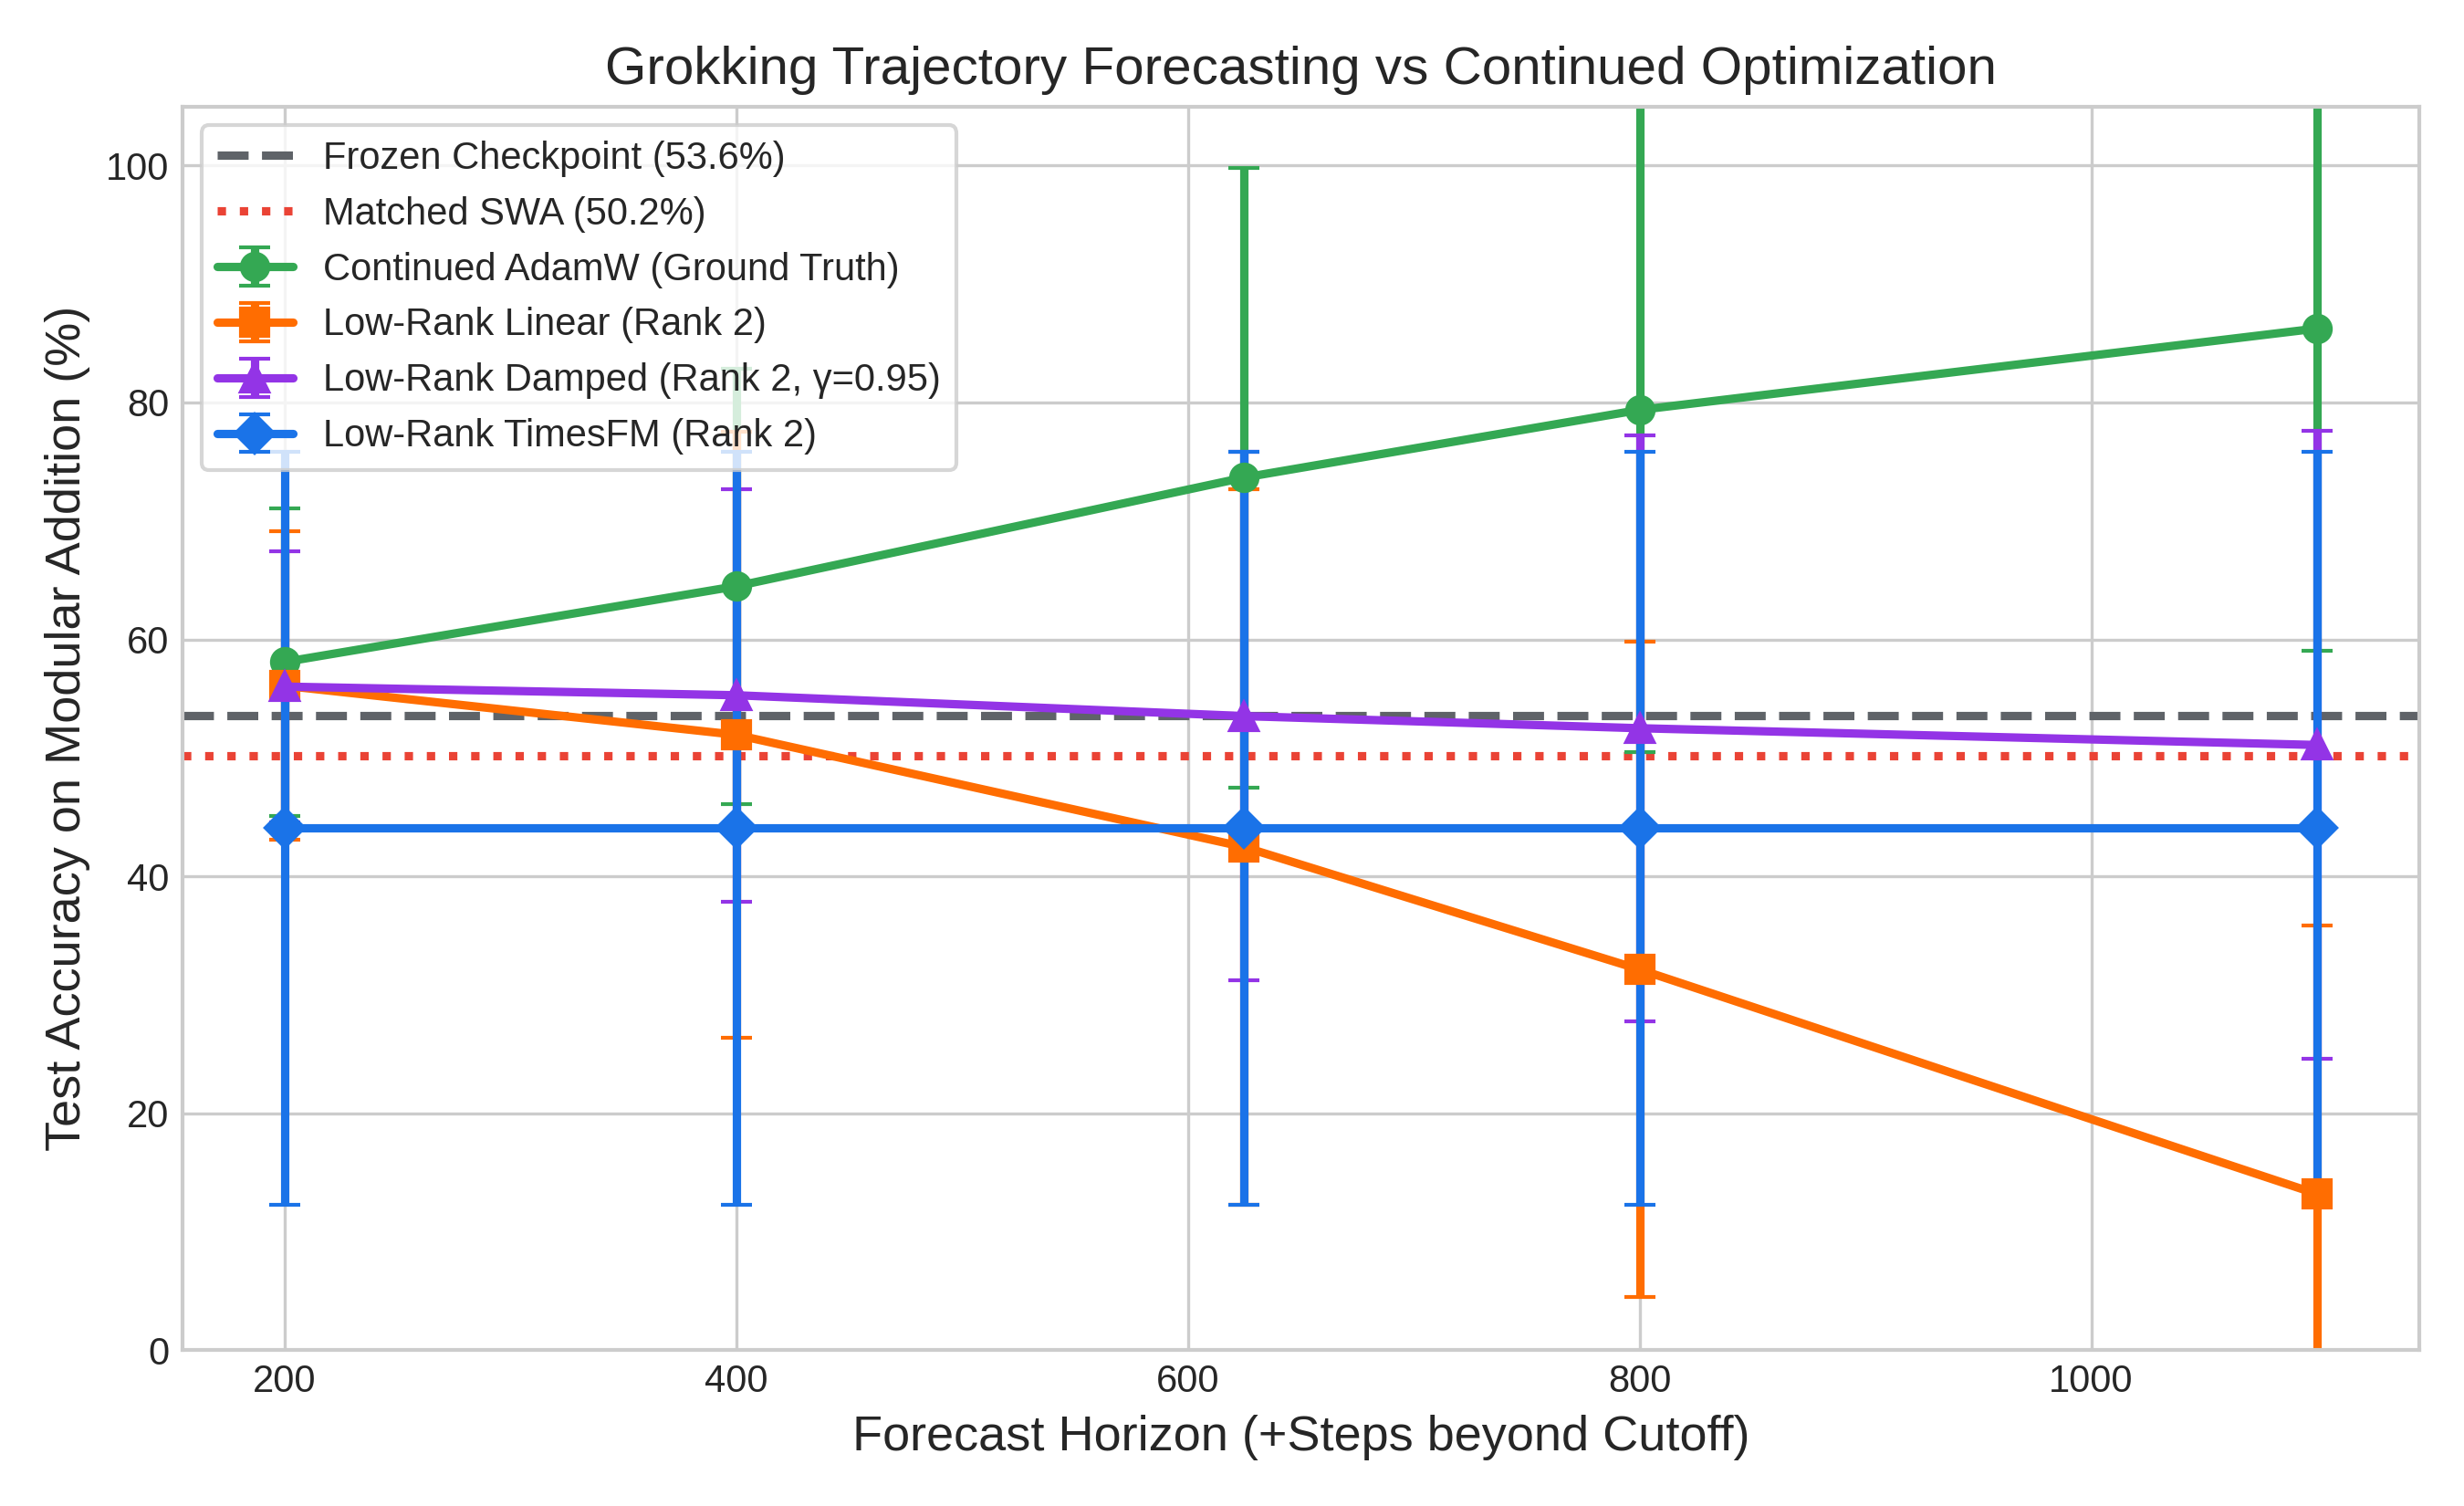 Grokking Trajectory Forecasting vs Continued Optimization
Frozen Checkpoint (53.6%)
Matched SWA (50.2%)
Continued AdamW (Ground Truth)
Low-Rank Linear (Rank 2)
Low-Rank Damped (Rank 2, γ=0.95)
Low-Rank TimesFM (Rank 2)
Test Accuracy on Modular Addition (%)
100
80
60
40
20
0
200
400
600
800
1000
Forecast Horizon (+Steps beyond Cutoff)